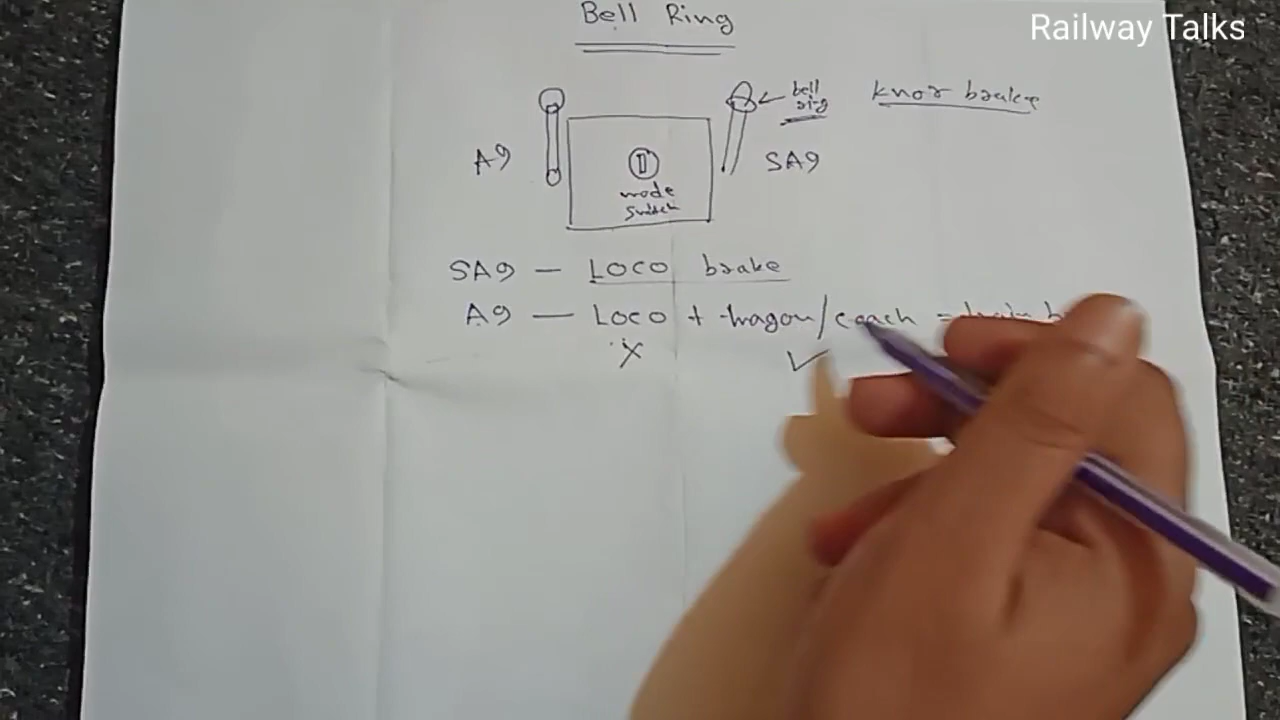 Bell Ring
Railway Talks
bell
ring
knor brake
A9
SA9
mode
switch
SA9 — LOCO brake
A9 — LOCO + wagon/coach = train b